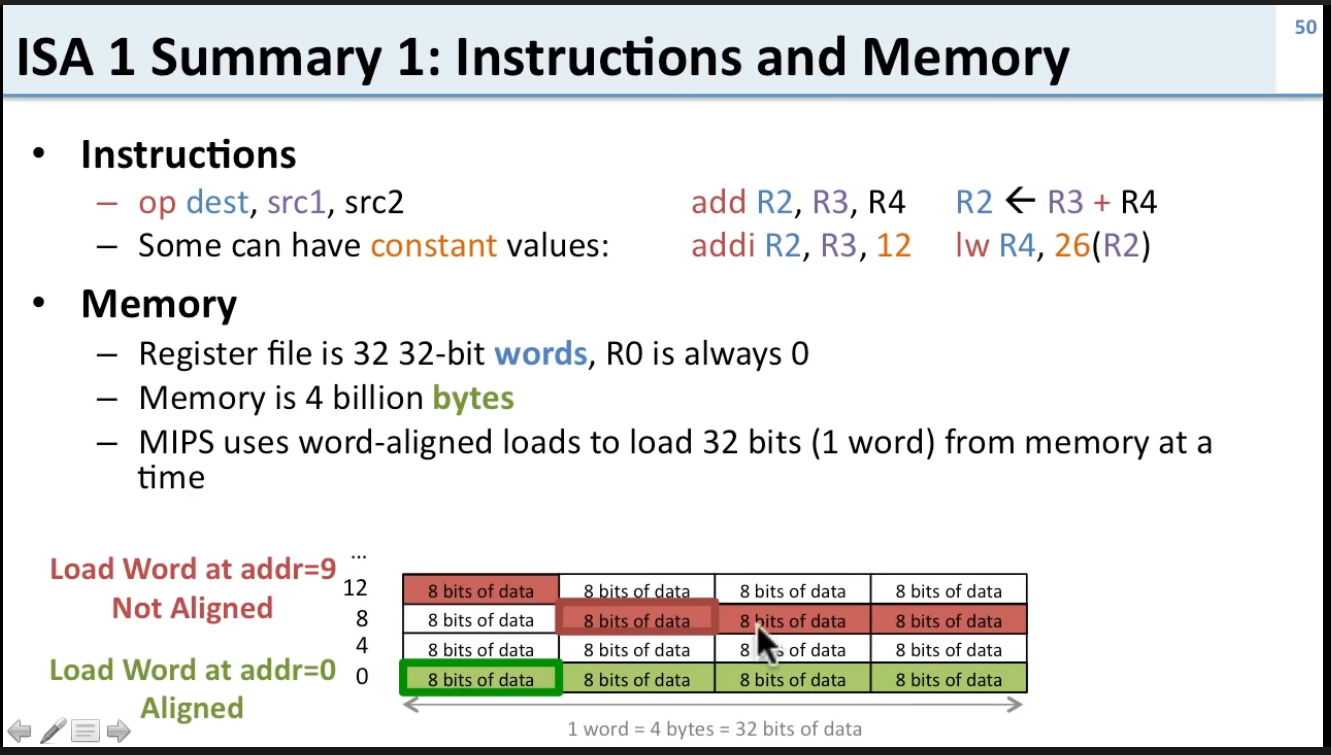 50
ISA 1 Summary 1: Instructions and Memory
• Instructions
– op dest, src1, src2 add R2, R3, R4 R2 ← R3 + R4
– Some can have constant values: addi R2, R3, 12 lw R4, 26(R2)
• Memory
– Register file is 32 32-bit words, R0 is always 0
– Memory is 4 billion bytes
– MIPS uses word-aligned loads to load 32 bits (1 word) from memory at a
time
Load Word at addr=9
Not Aligned
Load Word at addr=0
Aligned
...
12 8 bits of data 8 bits of data 8 bits of data 8 bits of data
8 8 bits of data 8 bits of data 8 bits of data 8 bits of data
4 8 bits of data 8 bits of data 8 s of data 8 bits of data
0 8 bits of data 8 bits of data 8 bits of data 8 bits of data
1 word = 4 bytes = 32 bits of data